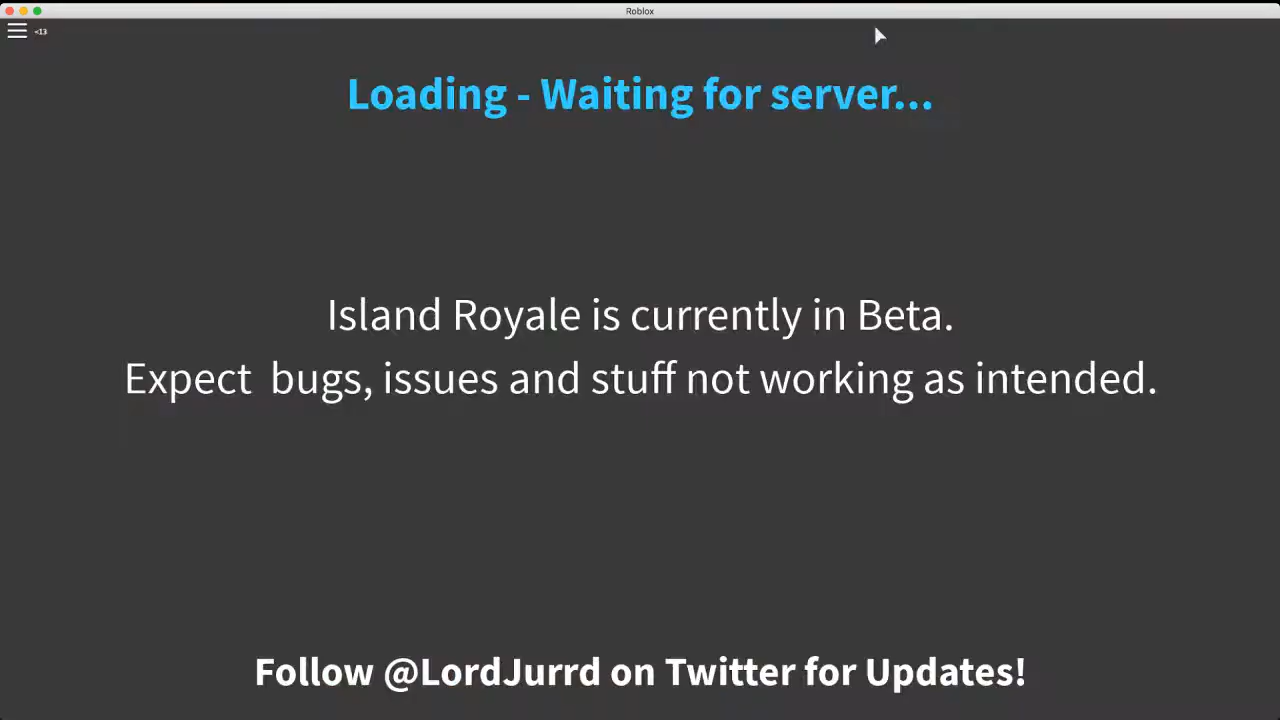 Roblox
<13
Loading - Waiting for server...
Island Royale is currently in Beta.
Expect  bugs, issues and stuff not working as intended.
Follow @LordJurrd on Twitter for Updates!